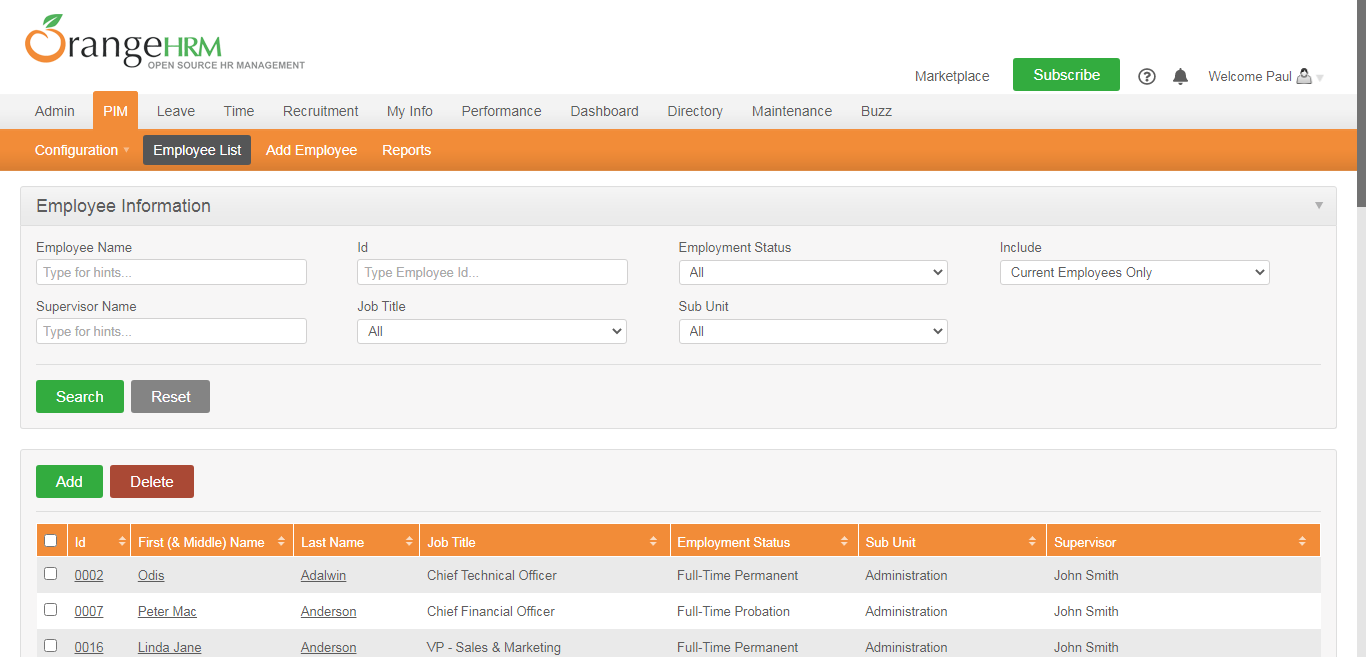 OrangeHRM
OPEN SOURCE HR MANAGEMENT
Marketplace Subscribe ? Welcome Paul
Admin PIM Leave Time Recruitment My Info Performance Dashboard Directory Maintenance Buzz
Configuration Employee List Add Employee Reports
Employee Information
Employee Name Id Employment Status Include
Type for hints... Type Employee Id... All Current Employees Only
Supervisor Name Job Title Sub Unit
Type for hints... All All
Search Reset
Add Delete
Id First (& Middle) Name Last Name Job Title Employment Status Sub Unit Supervisor
0002 Odis Adalwin Chief Technical Officer Full-Time Permanent Administration John Smith
0007 Peter Mac Anderson Chief Financial Officer Full-Time Probation Administration John Smith
0016 Linda Jane Anderson VP - Sales & Marketing Full-Time Permanent Administration John Smith